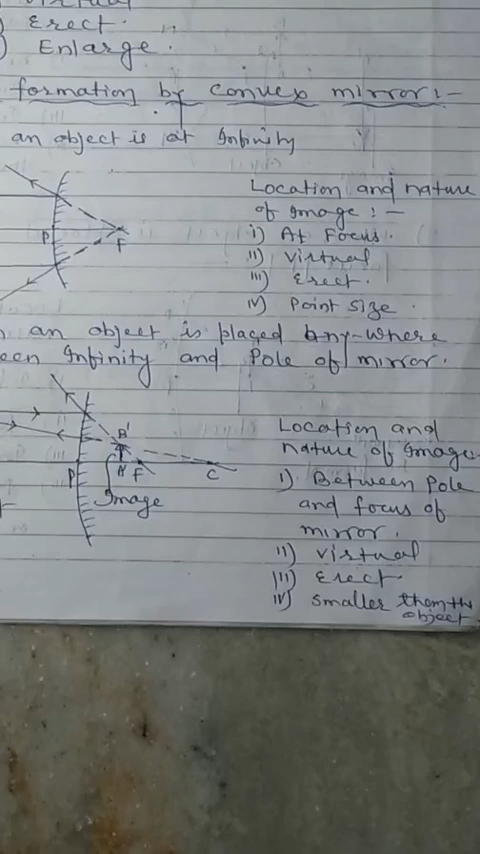 Virtual
Erect.
Enlarge.
formation by convex mirror:-
an object is at Infinity
Location and nature
of Image :-
i) At Focus.
ii) Virtual
iii) Erect.
iv) Point size.
P
F
an object is placed any-where
een Infinity and Pole of mirror.
Location and
nature of Image:
i) Between Pole
and focus of
mirror.
ii) Virtual
iii) Erect.
iv) Smaller than the
object
B'
A'
P
F
C
Image